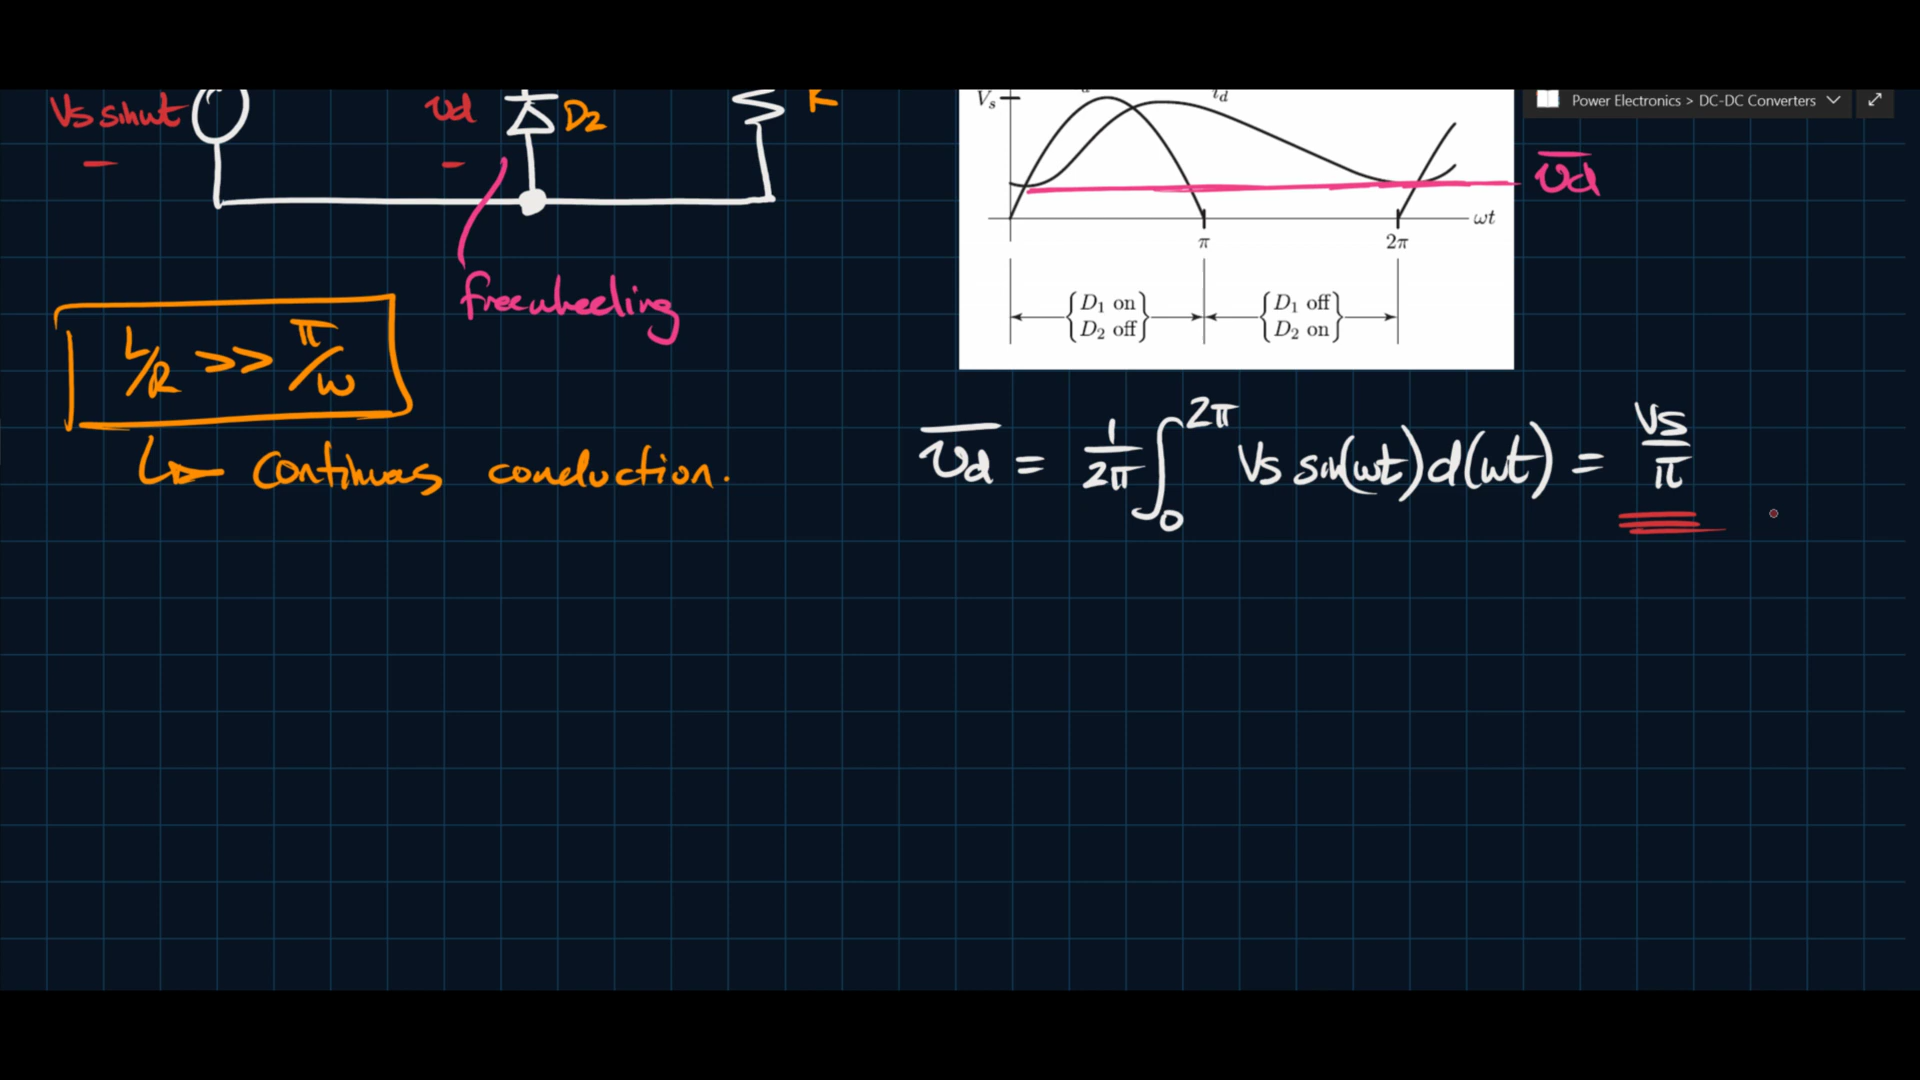 Vs sinωt
vd
D2
R
−
−
freewheeling
L/R >> π/ω
↳ Continuous conduction.
Power Electronics > DC-DC Converters
Vs
id
vd
ωt
π
2π
{D1 on} {D1 off}
{D2 off} {D2 on}
v̅d = 1/2π ∫0^2π Vs sin(ωt)d(ωt) = Vs/π